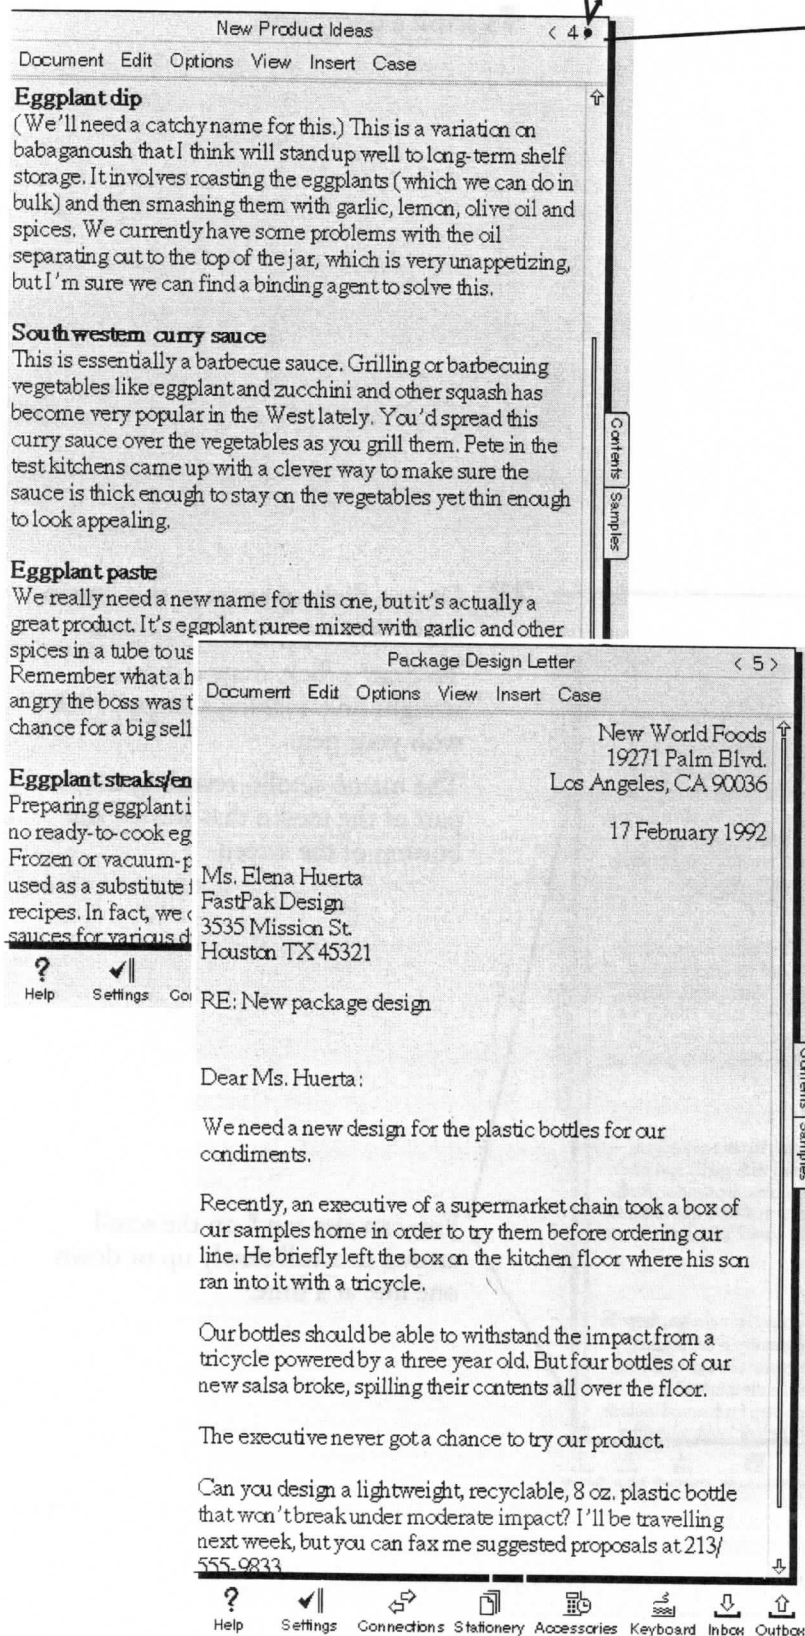 New Product Ideas < 4
Document Edit Options View Insert Case
Eggplant dip
(We'll need a catchy name for this.) This is a variation on
babaganoush that I think will stand up well to long-term shelf
storage. It involves roasting the eggplants (which we can do in
bulk) and then smashing them with garlic, lemon, olive oil and
spices. We currently have some problems with the oil
separating out to the top of the jar, which is very unappetizing,
but I'm sure we can find a binding agent to solve this.
Southwestern curry sauce
This is essentially a barbecue sauce. Grilling or barbecuing
vegetables like eggplant and zucchini and other squash has
become very popular in the West lately. You'd spread this
curry sauce over the vegetables as you grill them. Pete in the
test kitchens came up with a clever way to make sure the
sauce is thick enough to stay on the vegetables yet thin enough
to look appealing.
Contents
Samples
Eggplant paste
We really need a new name for this one, but it's actually a
great product. It's eggplant puree mixed with garlic and other
spices in a tube to us
Remember what a h
angry the boss was t
chance for a big sell
Eggplant steaks/en
Preparing eggplant i
no ready-to-cook eg
Frozen or vacuum-p
used as a substitute f
recipes. In fact, we c
sauces for various d
Help Settings Co
Package Design Letter < 5 >
Document Edit Options View Insert Case
New World Foods
19271 Palm Blvd.
Los Angeles, CA 90036
17 February 1992
Ms. Elena Huerta
FastPak Design
3535 Mission St.
Houston TX 45321
RE: New package design
Dear Ms. Huerta:
We need a new design for the plastic bottles for our
condiments.
Recently, an executive of a supermarket chain took a box of
our samples home in order to try them before ordering our
line. He briefly left the box on the kitchen floor where his son
ran into it with a tricycle.
Our bottles should be able to withstand the impact from a
tricycle powered by a three year old. But four bottles of our
new salsa broke, spilling their contents all over the floor.
The executive never got a chance to try our product.
Can you design a lightweight, recyclable, 8 oz. plastic bottle
that won't break under moderate impact? I'll be travelling
next week, but you can fax me suggested proposals at 213/
555-9833
Contents
Samples
Help Settings Connections Stationery Accessories Keyboard Inbox Outbox